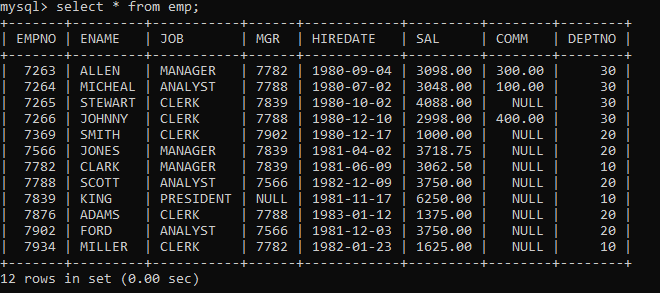 mysql> select * from emp;
+-------+---------+-----------+------+------------+---------+--------+--------+
| EMPNO | ENAME   | JOB       | MGR  | HIREDATE   | SAL     | COMM   | DEPTNO |
+-------+---------+-----------+------+------------+---------+--------+--------+
|  7263 | ALLEN   | MANAGER   | 7782 | 1980-09-04 | 3098.00 | 300.00 |     30 |
|  7264 | MICHEAL | ANALYST   | 7788 | 1980-07-02 | 3048.00 | 100.00 |     30 |
|  7265 | STEWART | CLERK     | 7839 | 1980-10-02 | 4088.00 |   NULL |     30 |
|  7266 | JOHNNY  | CLERK     | 7788 | 1980-12-10 | 2998.00 | 400.00 |     30 |
|  7369 | SMITH   | CLERK     | 7902 | 1980-12-17 | 1000.00 |   NULL |     20 |
|  7566 | JONES   | MANAGER   | 7839 | 1981-04-02 | 3718.75 |   NULL |     20 |
|  7782 | CLARK   | MANAGER   | 7839 | 1981-06-09 | 3062.50 |   NULL |     10 |
|  7788 | SCOTT   | ANALYST   | 7566 | 1982-12-09 | 3750.00 |   NULL |     20 |
|  7839 | KING    | PRESIDENT | NULL | 1981-11-17 | 6250.00 |   NULL |     10 |
|  7876 | ADAMS   | CLERK     | 7788 | 1983-01-12 | 1375.00 |   NULL |     20 |
|  7902 | FORD    | ANALYST   | 7566 | 1981-12-03 | 3750.00 |   NULL |     20 |
|  7934 | MILLER  | CLERK     | 7782 | 1982-01-23 | 1625.00 |   NULL |     10 |
+-------+---------+-----------+------+------------+---------+--------+--------+
12 rows in set (0.00 sec)